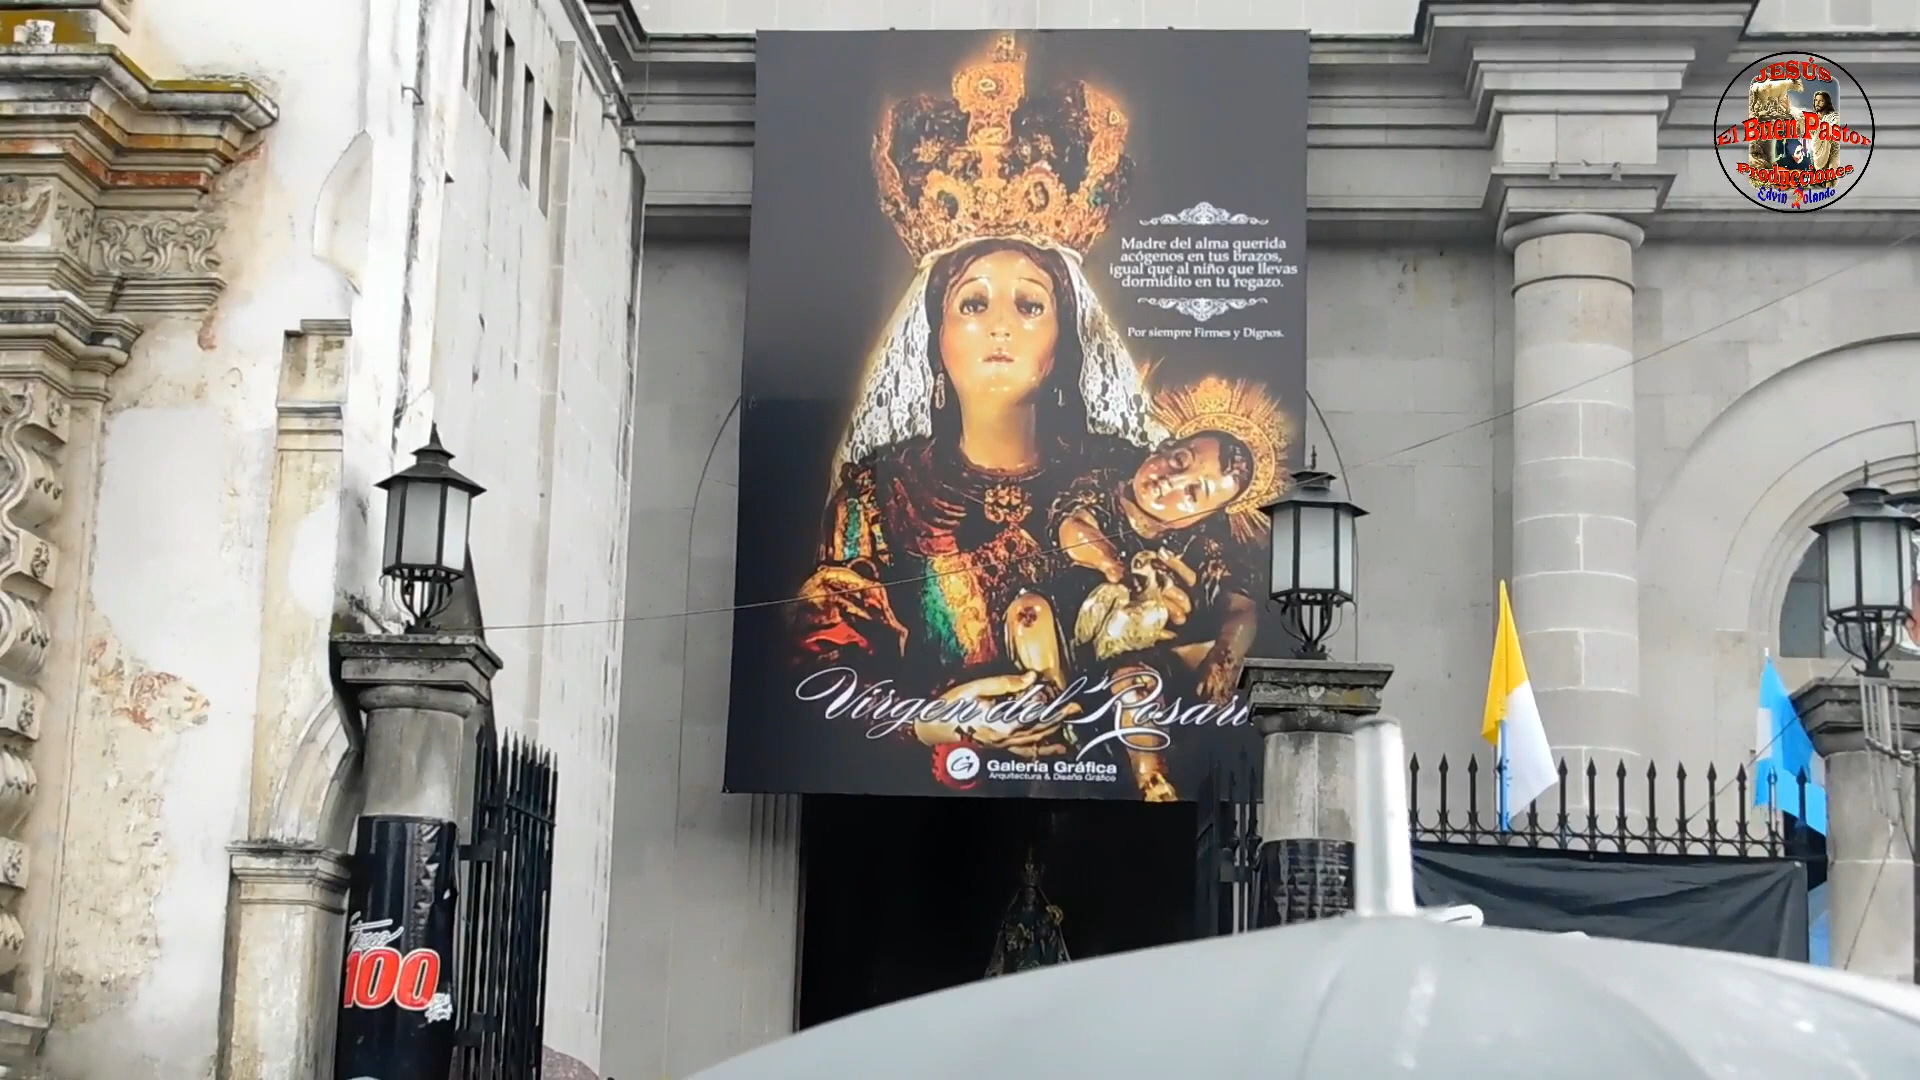 JESÚS
El Buen Pastor
Producciones
Edvin Rolando
Madre del alma querida
acógenos en tus brazos,
igual que al niño que llevas
dormidito en tu regazo.
Por siempre Firmes y Dignos.
Virgen del Rosari
G
Galería Gráfica
Arquitectura & Diseño Gráfico
100